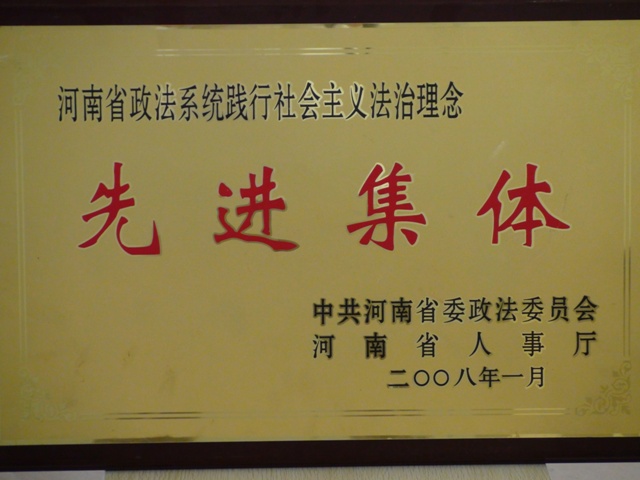 河南省政法系统践行社会主义法治理念
先进集体
中共河南省委政法委员会
河南省人事厅
二〇〇八年一月